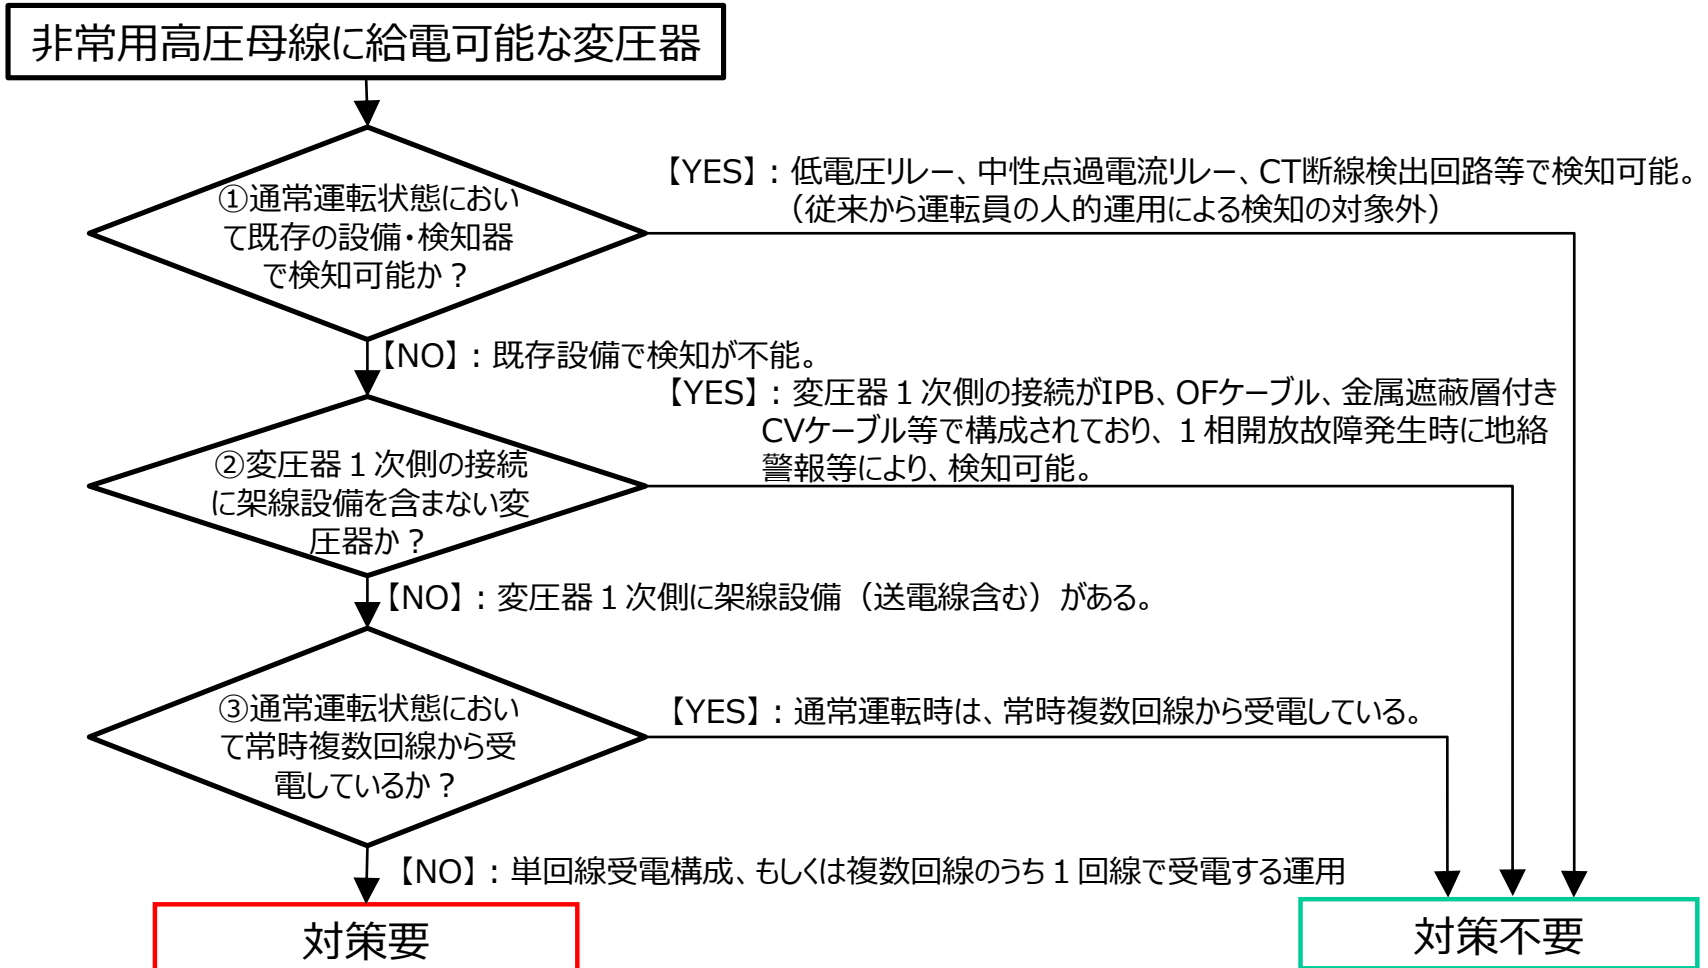 非常用高圧母線に給電可能な変圧器
①通常運転状態におい
て既存の設備・検知器
で検知可能か？
【YES】：低電圧リレー、中性点過電流リレー、CT断線検出回路等で検知可能。
（従来から運転員の人的運用による検知の対象外）
【NO】：既存設備で検知が不能。
②変圧器１次側の接続
に架線設備を含まない変
圧器か？
【YES】：変圧器１次側の接続がIPB、OFケーブル、金属遮蔽層付き
CVケーブル等で構成されており、１相開放故障発生時に地絡
警報等により、検知可能。
【NO】：変圧器１次側に架線設備（送電線含む）がある。
③通常運転状態におい
て常時複数回線から受
電しているか？
【YES】：通常運転時は、常時複数回線から受電している。
【NO】：単回線受電構成、もしくは複数回線のうち１回線で受電する運用
対策要
対策不要